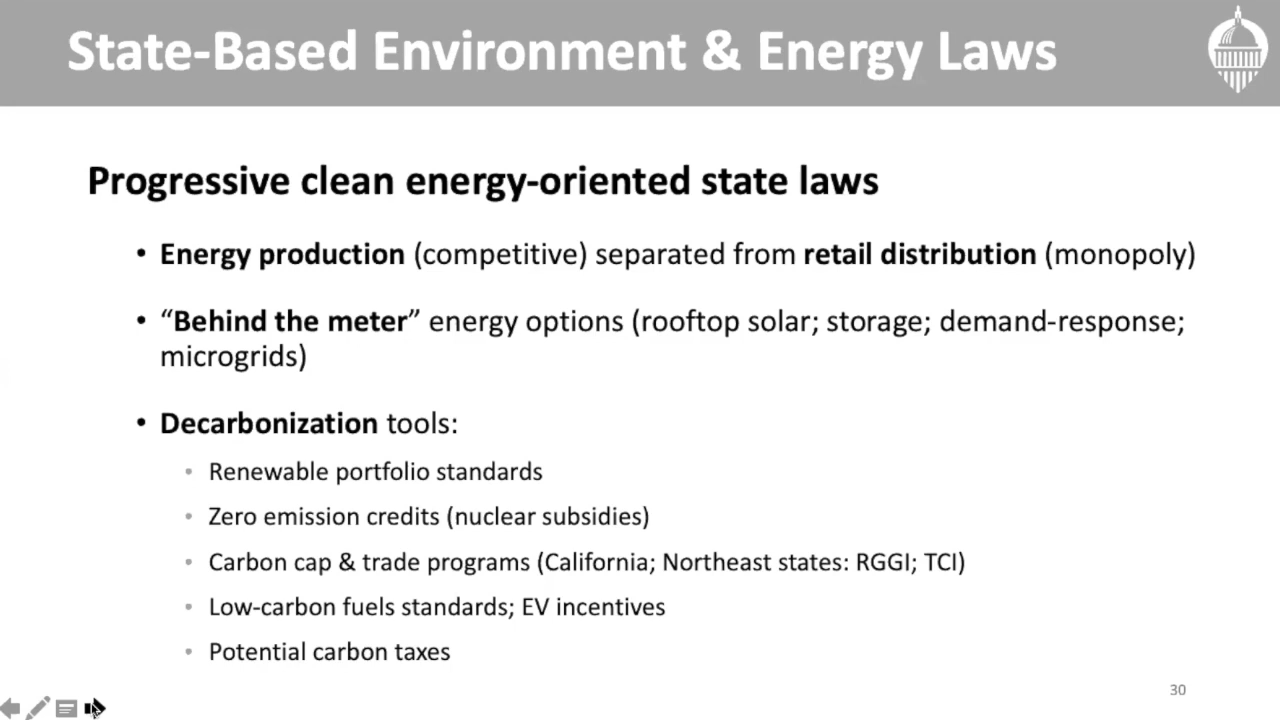 State-Based Environment & Energy Laws
Progressive clean energy-oriented state laws
• Energy production (competitive) separated from retail distribution (monopoly)
• “Behind the meter” energy options (rooftop solar; storage; demand-response;
microgrids)
• Decarbonization tools:
• Renewable portfolio standards
• Zero emission credits (nuclear subsidies)
• Carbon cap & trade programs (California; Northeast states: RGGI; TCI)
• Low-carbon fuels standards; EV incentives
• Potential carbon taxes
30